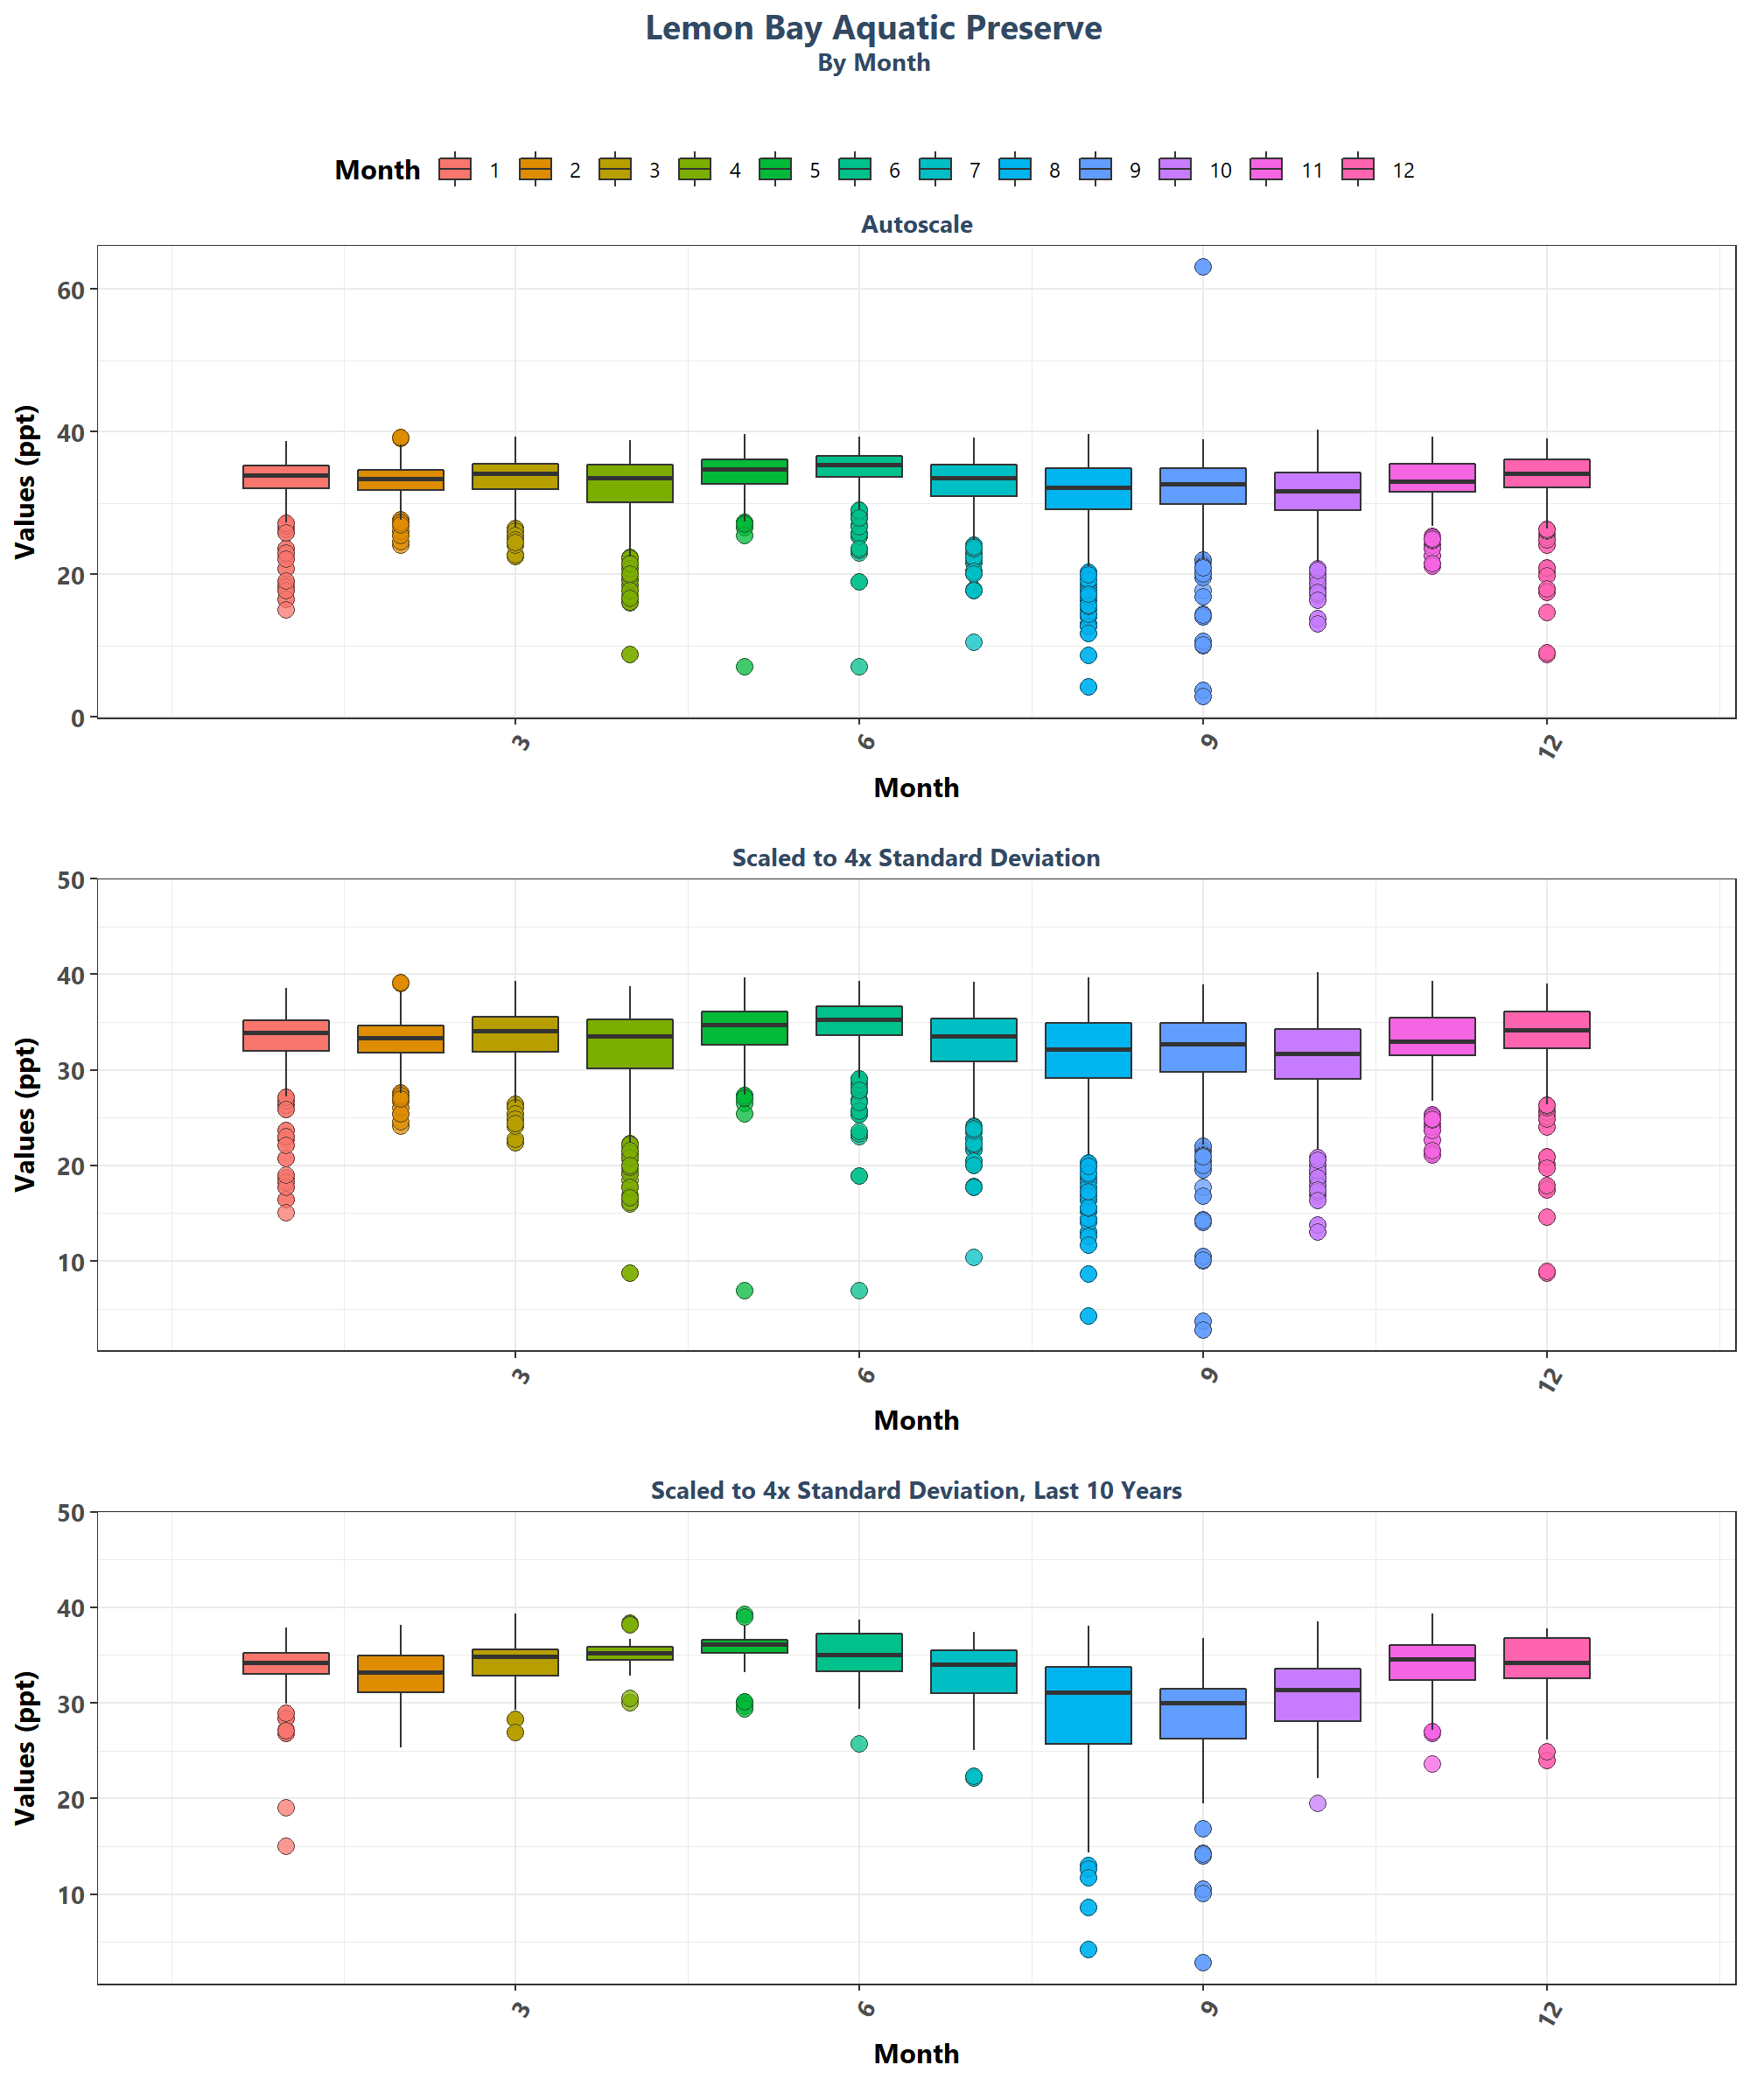 Lemon Bay Aquatic Preserve
By Month
Month 1 2 3 4 5 6 7 8 9 10 11 12
Autoscale
Values (ppt)
60
40
20
0
3 6 9 12
Month
Scaled to 4x Standard Deviation
Values (ppt)
50
40
30
20
10
3 6 9 12
Month
Scaled to 4x Standard Deviation, Last 10 Years
Values (ppt)
50
40
30
20
10
3 6 9 12
Month